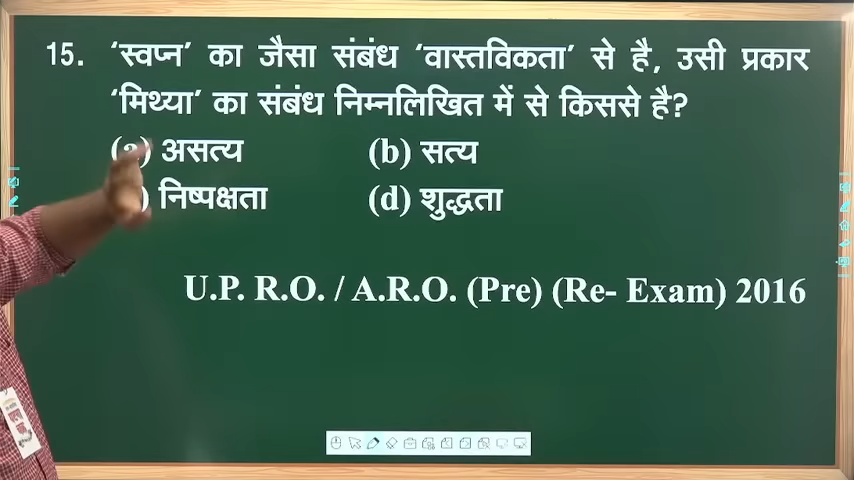 15. ‘स्वप्न’ का जैसा संबंध ‘वास्तविकता’ से है, उसी प्रकार
‘मिथ्या’ का संबंध निम्नलिखित में से किससे है?
(a) असत्य (b) सत्य
) निष्पक्षता (d) शुद्धता
U.P. R.O. / A.R.O. (Pre) (Re- Exam) 2016